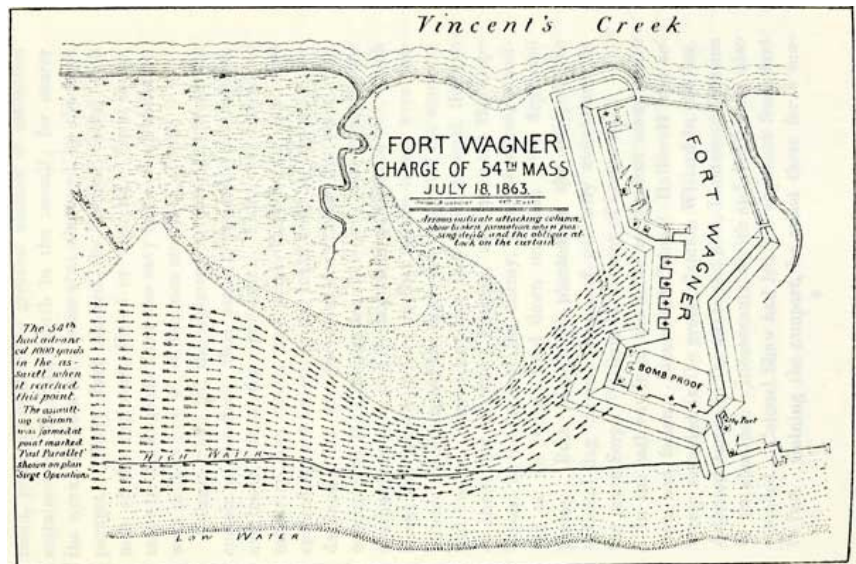 Vincent's Creek
FORT WAGNER
CHARGE OF 54TH MASS
JULY 18, 1863.
Arrows indicate attacking column,
show broken formation when pas-
sing defile and the oblique at-
tack on the curtain
FORT WAGNER
BOMB PROOF
The 54th
had advanc-
ed 1000 yards
in the as-
sault when
it reached
this point.
The assault-
ing column
was formed at
point marked
'Past Parallel'
shown on plan
Siege Operations
HIGH WATER
LOW WATER